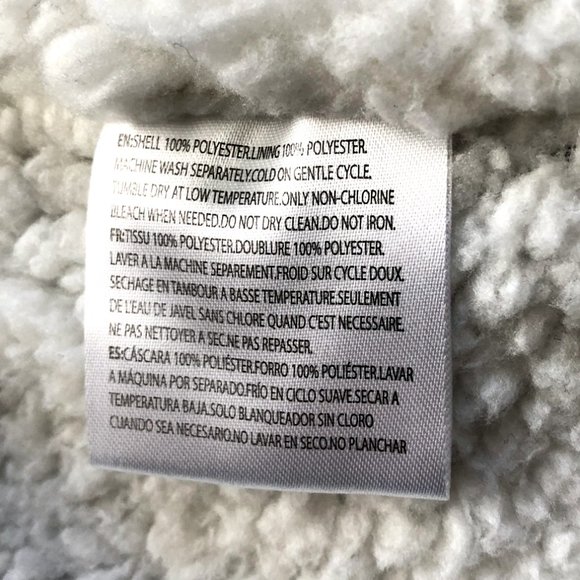 EN:SHELL 100% POLYESTER.LINING 100% POLYESTER.
MACHINE WASH SEPARATELY.COLD ON GENTLE CYCLE.
TUMBLE DRY AT LOW TEMPERATURE.ONLY NON-CHLORINE
BLEACH WHEN NEEDED.DO NOT DRY CLEAN.DO NOT IRON.
FR:TISSU 100% POLYESTER.DOUBLURE 100% POLYESTER.
LAVER A LA MACHINE SEPAREMENT.FROID SUR CYCLE DOUX.
SECHAGE EN TAMBOUR A BASSE TEMPERATURE.SEULEMENT
DE L'EAU DE JAVEL SANS CHLORE QUAND C'EST NECESSAIRE.
NE PAS NETTOYER A SEC.NE PAS REPASSER.
ES:CÁSCARA 100% POLIÉSTER.FORRO 100% POLIÉSTER.LAVAR
A MÁQUINA POR SEPARADO.FRÍO EN CICLO SUAVE.SECAR A
TEMPERATURA BAJA.SOLO BLANQUEADOR SIN CLORO
CUANDO SEA NECESARIO.NO LAVAR EN SECO.NO PLANCHAR